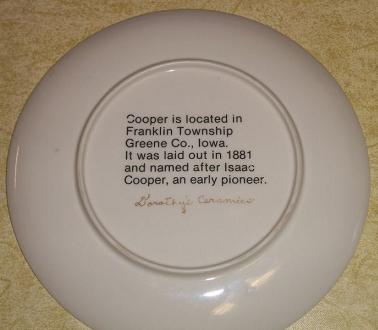 Cooper is located in
Franklin Township
Greene Co., Iowa.
It was laid out in 1881
and named after Isaac
Cooper, an early pioneer.
Dorothy's Ceramics